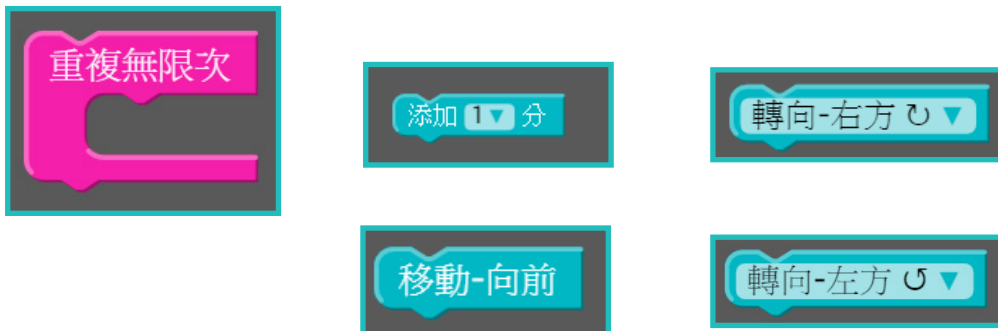 重複無限次
添加 1▼ 分
轉向-右方 ↻ ▼
移動-向前
轉向-左方 ↺ ▼